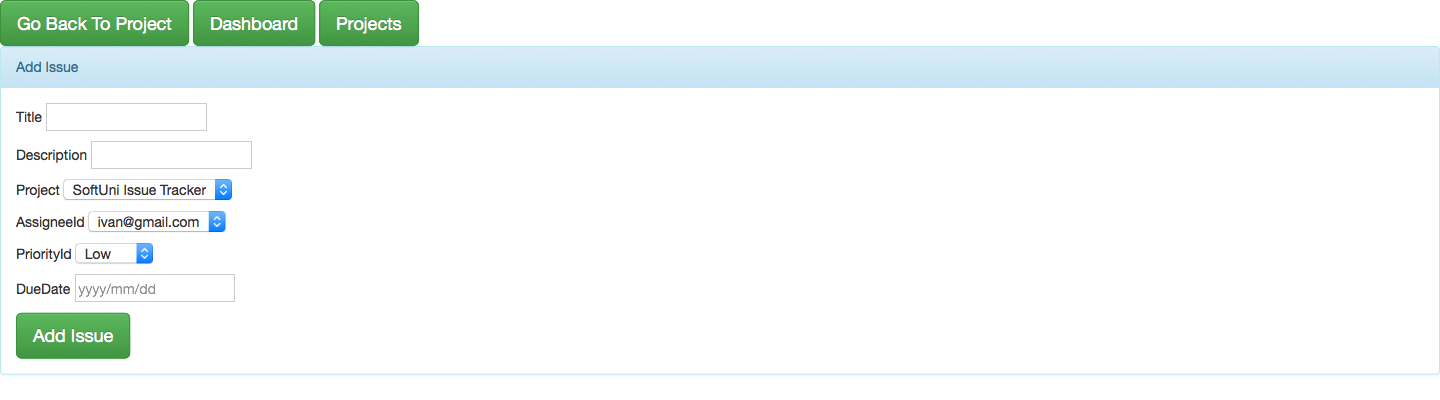 Go Back To Project Dashboard Projects
Add Issue
Title
Description
Project SoftUni Issue Tracker
AssigneeId ivan@gmail.com
PriorityId Low
DueDate yyyy/mm/dd
Add Issue